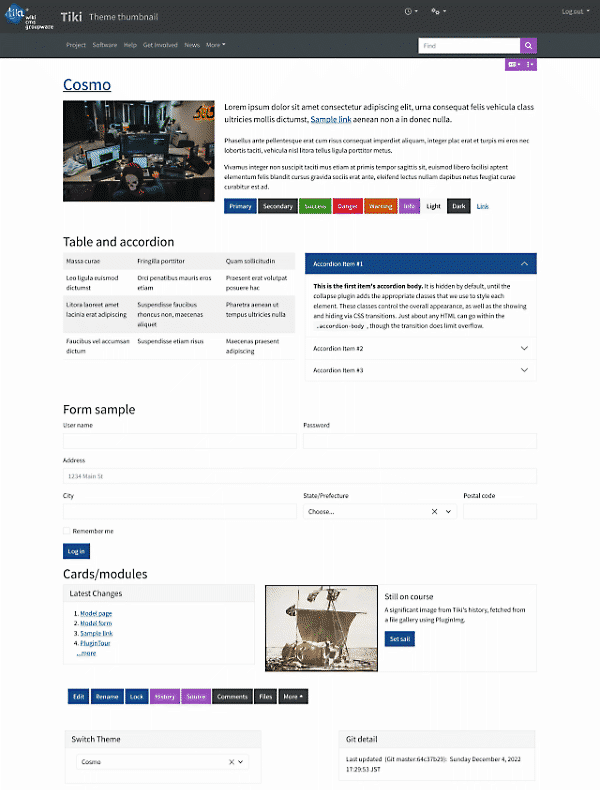 tiki
wiki
cms
groupware
Tiki Theme thumbnail
Log out
Project Software Help Get Involved News More
Find
Cosmo
Lorem ipsum dolor sit amet consectetur adipiscing elit, urna consequat felis vehicula class
ultricies mollis dictumst, Sample link aenean non a in donec nulla.
Phasellus ante pellentesque erat cum risus consequat imperdiet aliquam, integer placerat et turpis mi eros nec
lobortis taciti, vehicula nisl litora tellus ligula porttitor metus.
Vivamus integer non suscipit taciti mus etiam at primis tempor sagittis sit, euismod libero facilisi aptent
elementum felis blandit cursus gravida sociis erat ante, eleifend lectus nullam dapibus netus feugiat curae
curabitur est ad.
Primary Secondary Success Danger Warning Info Light Dark Link
Table and accordion
Massa curae Fringilla porttitor Quam sollicitudin
Leo ligula euismod dictumst Orci penatibus mauris eros etiam Praesent erat volutpat posuere hac
Litora laoreet amet lacinia erat adipiscing Suspendisse faucibus rhoncus non, maecenas aliquet Pharetra aenean ut tempus ultricies nulla
Faucibus vel accumsan dictum Suspendisse etiam risus Maecenas praesent adipiscing
Accordion Item #1
This is the first item's accordion body. It is hidden by default, until the
collapse plugin adds the appropriate classes that we use to style each
element. These classes control the overall appearance, as well as the showing
and hiding via CSS transitions. Just about any HTML can go within the
.accordion-body , though the transition does limit overflow.
Accordion Item #2
Accordion Item #3
Form sample
User name Password
Address
1234 Main St
City State/Prefecture Postal code
Choose...
Remember me
Log in
Cards/modules
Latest Changes
1. Model page
2. Model form
3. Sample link
4. PluginTour
...more
Still on course
A significant image from Tiki's history, fetched from
a file gallery using PluginImg.
Set sail
Edit Rename Lock History Source Comments Files More
Switch Theme
Cosmo
Git detail
Last updated (Git master:64c37b29): Sunday December 4, 2022
17:29:53 JST